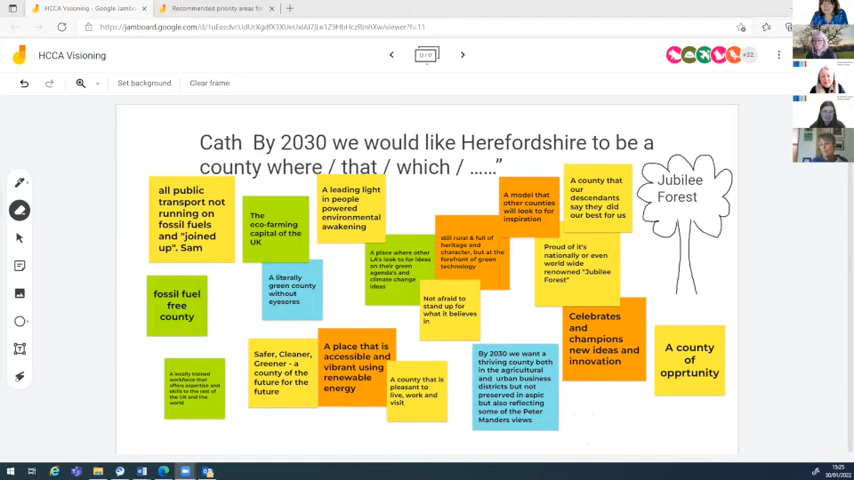 HCCA Visioning - Google Jamb
Recommended priority areas for
HCCA Visioning
+32
Set background
Clear frame
Cath By 2030 we would like Herefordshire to be a
county where / that / which / ......"
Jubilee
Forest
all public
transport not
running on
fossil fuels
and "joined
up". Sam
The
eco-farming
capital of the
UK
A leading light
in people
powered
environmental
awakening
A model that
other counties
will look to for
inspiration
A county that
our
descendants
say they did
our best for us
A place where other
LA's look to for ideas
on their green
agenda's and
climate change
ideas
still rural & full of
heritage and
character, but at the
forefront of green
technology
Proud of it's
nationally or even
world wide
renowned "Jubilee
Forest"
A literally
green county
without
eyesores
fossil fuel
free
county
Not afraid to
stand up for
what it believes
in
Celebrates
and
champions
new ideas and
innovation
A county
of
opprtunity
Safer, Cleaner,
Greener - a
county of the
future for the
future
A place that is
accessible and
vibrant using
renewable
energy
A county that is
pleasant to
live, work and
visit
By 2030 we want a
thriving county both
in the agricultural
and urban business
districts but not
preserved in aspic
but also reflecting
some of the Peter
Manders views
A locally trained
workforce that
offers expertise and
skills to the rest of
the UK and the
world
15:25
30/01/2022